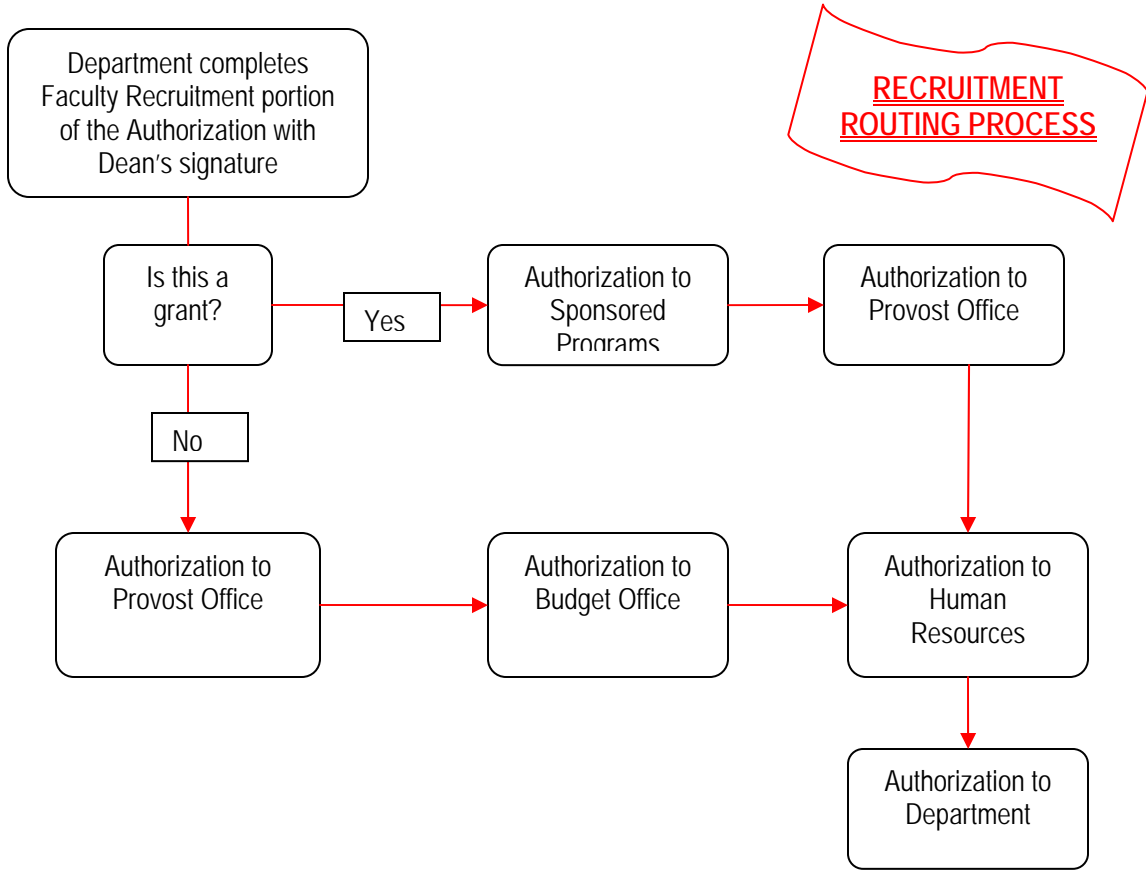 Department completes
Faculty Recruitment portion
of the Authorization with
Dean's signature
RECRUITMENT
ROUTING PROCESS
Is this a
grant?
Yes
Authorization to
Sponsored
Programs
Authorization to
Provost Office
No
Authorization to
Provost Office
Authorization to
Budget Office
Authorization to
Human
Resources
Authorization to
Department